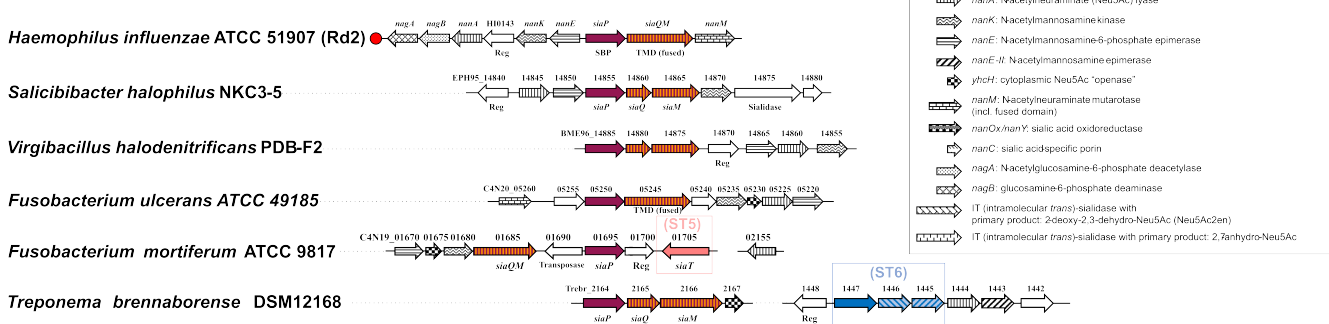 nanA: N-acetylneuraminate (Neu5Ac) lyase
nanK: N-acetylmannosamine kinase
nanE: N-acetylmannosamine-6-phosphate epimerase
nanE-II: N-acetylmannosamine epimerase
yhcH: cytoplasmic Neu5Ac “openase”
nanM: N-acetylneuraminate mutarotase
(incl. fused domain)
nanOx/nanY: sialic acid oxidoreductase
nanC: sialic acid-specific porin
nagA: N-acetylglucosamine-6-phosphate deacetylase
nagB: glucosamine-6-phosphate deaminase
IT (intramolecular trans)-sialidase with
primary product: 2-deoxy-2,3-dehydro-Neu5Ac (Neu5Ac2en)
IT (intramolecular trans)-sialidase with primary product: 2,7anhydro-Neu5Ac
nagA nagB nanA HI0143 nanK nanE siaP siaQM nanM
Haemophilus influenzae ATCC 51907 (Rd2)
Reg SBP TMD (fused)
EPH95_14840 14845 14850 14855 14860 14865 14870 14875 14880
Salicibibacter halophilus NKC3-5
Reg siaP siaQ siaM Sialidase
BME96_14885 14880 14875 14870 14865 14860 14855
Virgibacillus halodenitrificans PDB-F2
Reg
C4N20_05260 05255 05250 05245 05240 05235 05230 05225 05220
Fusobacterium ulcerans ATCC 49185
TMD (fused)
(ST5)
C4N19_01670 01675 01680 01685 01690 01695 01700 01705 02155
Fusobacterium mortiferum ATCC 9817
siaQM Transposase siaP Reg siaT
(ST6)
Trebr_2164 2165 2166 2167 1448 1447 1446 1445 1444 1443 1442
Treponema brennaborense DSM12168
siaP siaQ siaM Reg